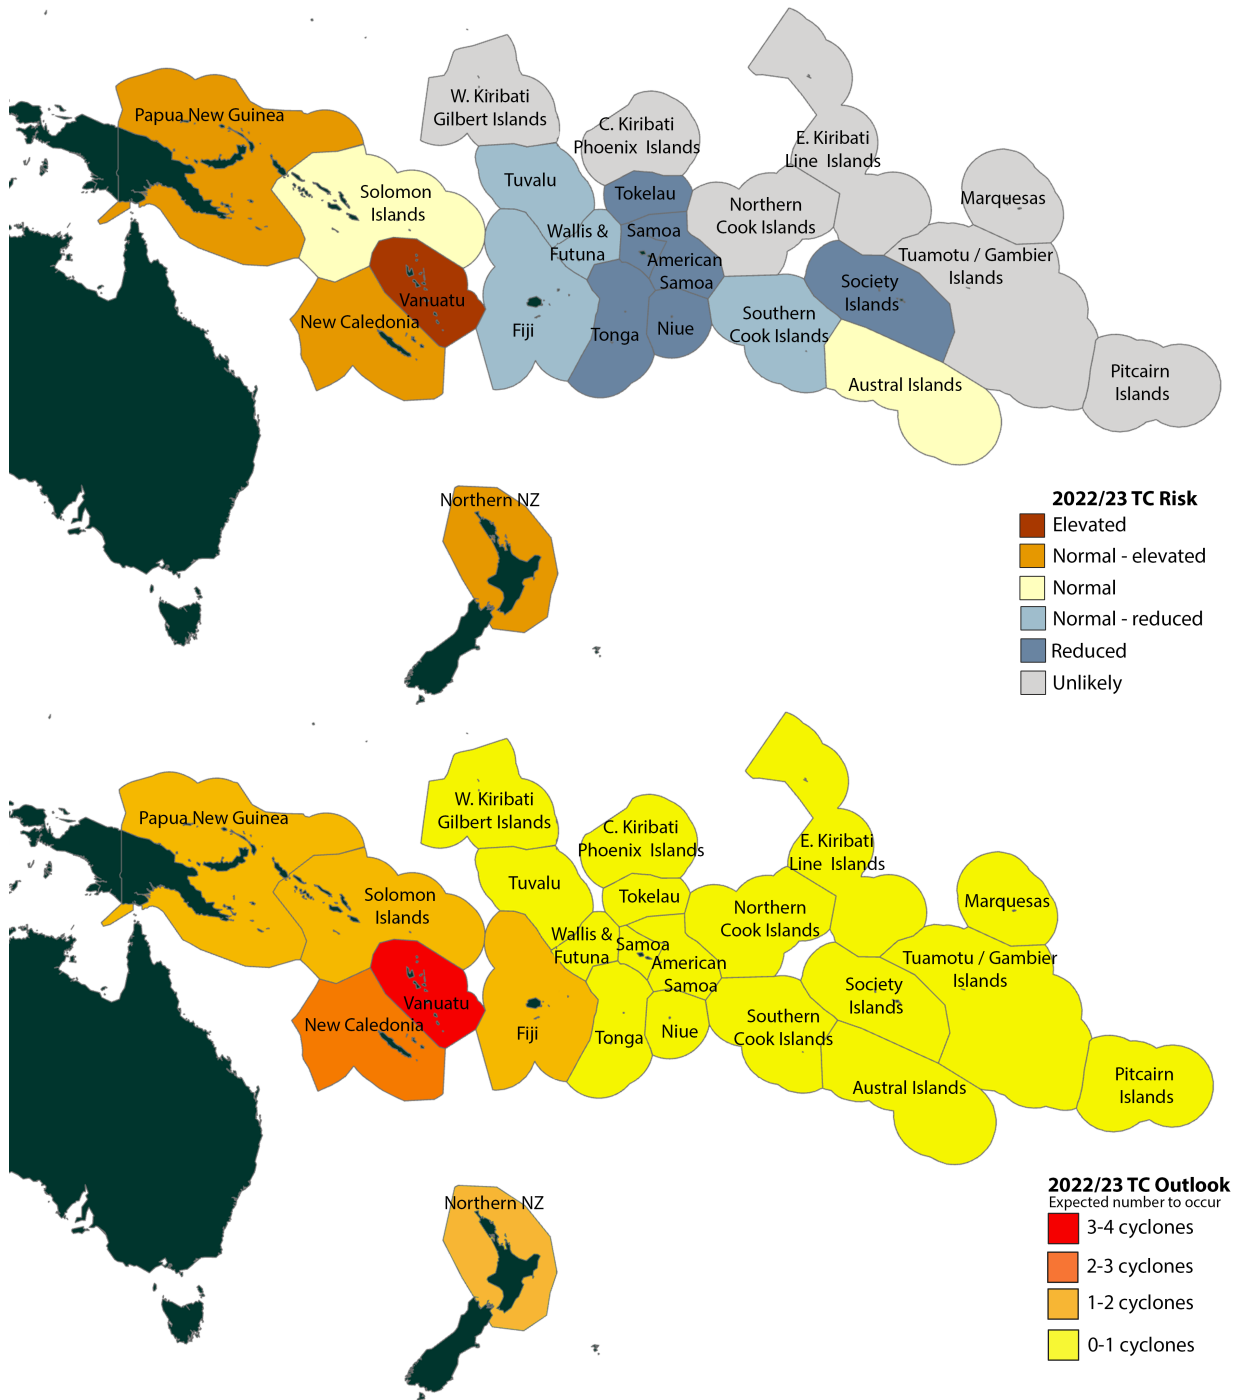 W. Kiribati
Gilbert Islands
Papua New Guinea
C. Kiribati
Phoenix Islands
E. Kiribati
Line Islands
Tuvalu
Solomon
Islands
Tokelau
Marquesas
Northern
Cook Islands
Wallis &
Futuna
Samoa
American
Samoa
Tuamotu / Gambier
Islands
Society
Islands
Vanuatu
New Caledonia
Fiji
Tonga
Niue
Southern
Cook Islands
Austral Islands
Pitcairn
Islands
Northern NZ
2022/23 TC Risk
Elevated
Normal - elevated
Normal
Normal - reduced
Reduced
Unlikely
W. Kiribati
Gilbert Islands
Papua New Guinea
C. Kiribati
Phoenix Islands
E. Kiribati
Line Islands
Tuvalu
Solomon
Islands
Tokelau
Marquesas
Northern
Cook Islands
Wallis &
Futuna
Samoa
American
Samoa
Tuamotu / Gambier
Islands
Society
Islands
Vanuatu
New Caledonia
Fiji
Tonga
Niue
Southern
Cook Islands
Austral Islands
Pitcairn
Islands
Northern NZ
2022/23 TC Outlook
Expected number to occur
3-4 cyclones
2-3 cyclones
1-2 cyclones
0-1 cyclones